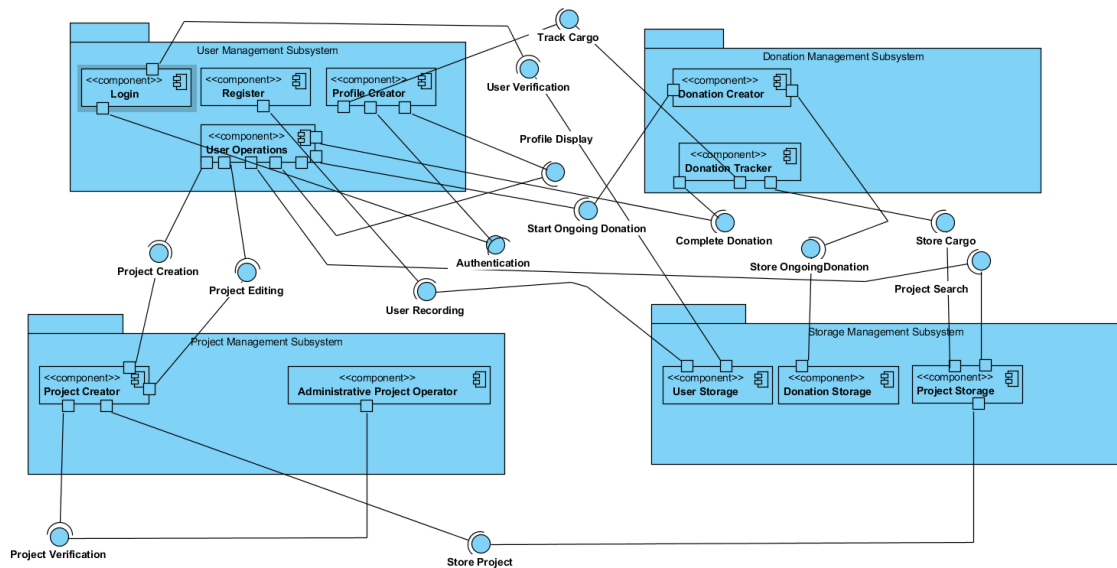 Track Cargo
User Management Subsystem
Donation Management Subsystem
User Verification
<<component>>
Login
<<component>>
Register
<<component>>
Profile Creator
<<component>>
Donation Creator
<<component>>
User Operations
Profile Display
<<component>>
Donation Tracker
Start Ongoing Donation
Complete Donation
Store Cargo
Authentication
Project Creation
Store OngoingDonation
Project Editing
Project Search
User Recording
Project Management Subsystem
Storage Management Subsystem
<<component>>
Project Creator
<<component>>
Administrative Project Operator
<<component>>
User Storage
<<component>>
Donation Storage
<<component>>
Project Storage
Project Verification
Store Project